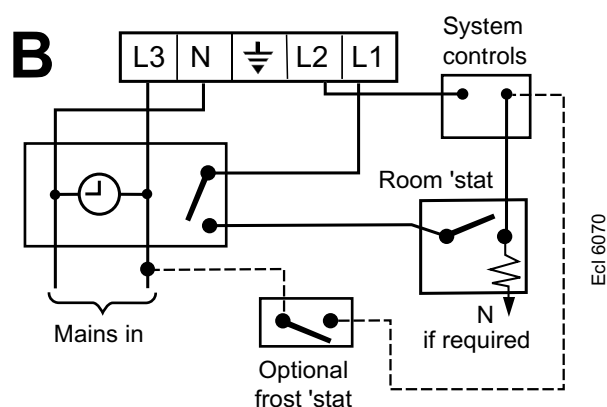 B
L3 N L2 L1
System
controls
Room 'stat
Mains in
N
if required
Optional
frost 'stat
Ecl 6070